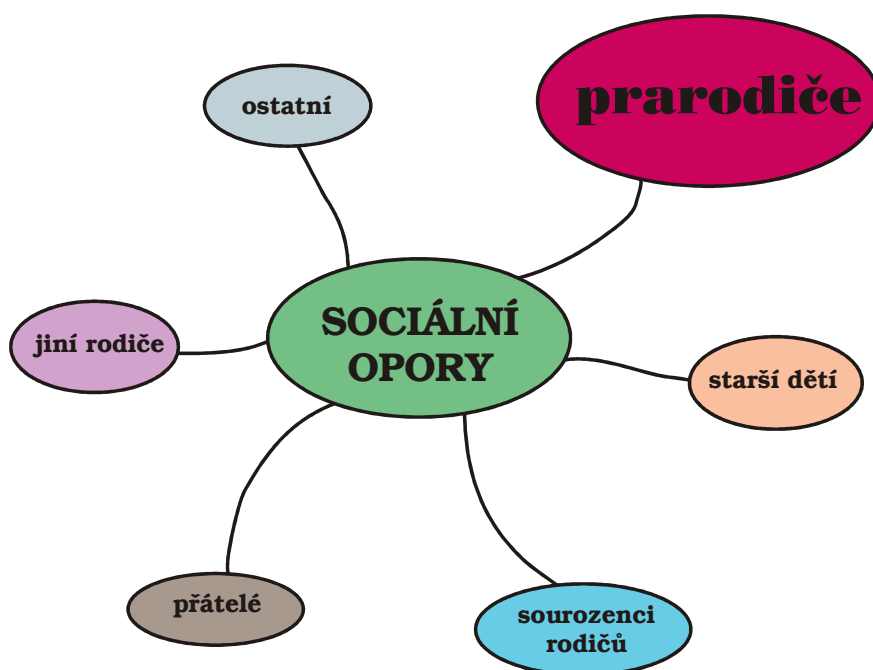 prarodiče
ostatní
SOCIÁLNÍ
OPORY
jiní rodiče
starší dětí
přátelé
sourozenci
rodičů